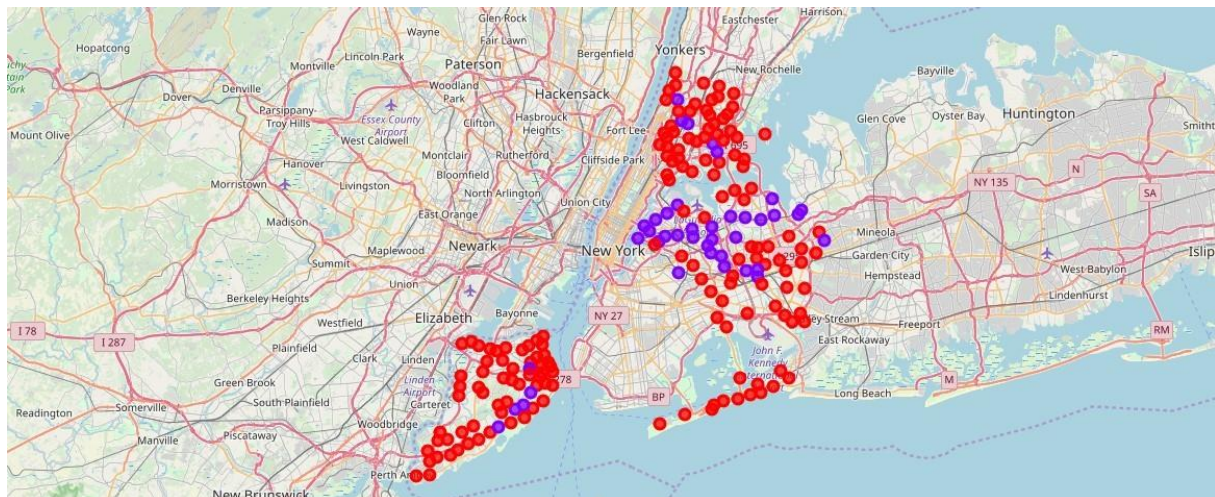 Hopatcong
Montville
Lincoln Park
Wayne
Fair Lawn
Glen Rock
Bergenfield
Yonkers
Eastchester
Harrison,
New Rochelle
Paterson
Woodland
Park
Hackensack
Dover
Denville
Parsippany-
Troy Hills
Essex County
Airport
West Caldwell
Clifton
Hasbrouck
Heights
Fort Lee
Glen Cove
Bayville
Oyster Bay
Huntington
Smitht
Mount Olive
Hanover
Montclair
Rutherford
Cliffside Park
Morristown
Livingston
Bloomfield
North Arlington
Union City
NY 135
N
SA
Madison
East Orange
Maplewood
Newark
New York
Mineola
Garden City
Hempstead
Summit
Union
West Babylon
Islip
Berkeley Heights
Elizabeth
Bayonne
NY 27
Lindenhurst
Freeport
I 78
I 287
Westfield
Plainfield
Clark
Linden
East Rockaway
RM
John F.
Kennedy
Green Brook
South Plainfield
Linden
Airport
Carteret
278
BP
Long Beach
M
Readington
Somerville
Manville
Piscataway
Woodbridge
New Brunswick